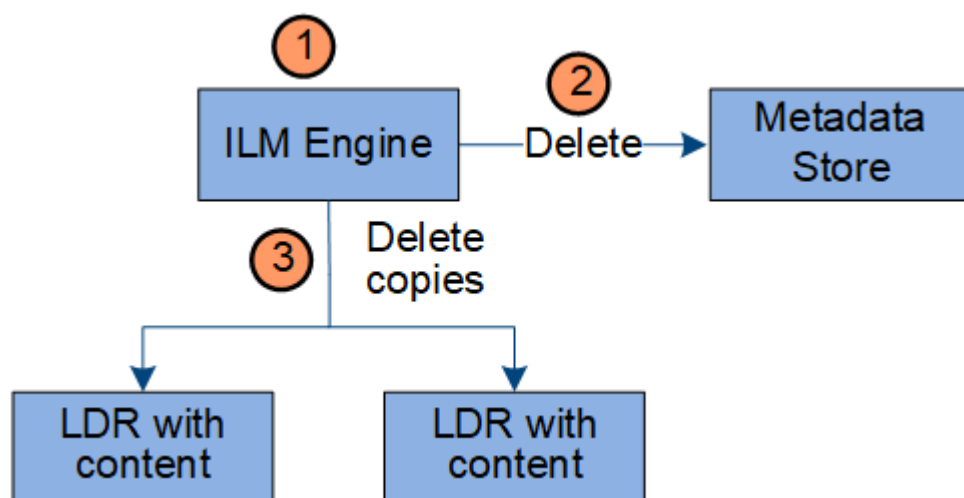 1
2
ILM Engine
Delete
Metadata
Store
3
Delete
copies
LDR with
content
LDR with
content